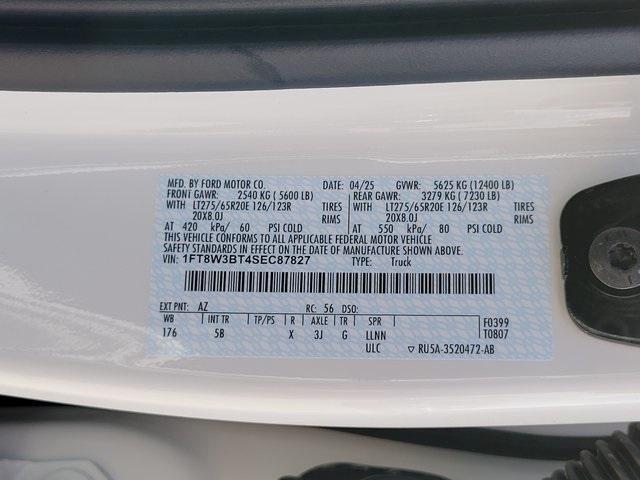 MFD. BY FORD MOTOR CO. DATE: 04/25 GVWR: 5625 KG (12400 LB)
FRONT GAWR: 2540 KG (5600 LB) REAR GAWR: 3279 KG (7230 LB)
WITH LT275/65R20E 126/123R TIRES WITH LT275/65R20E 126/123R TIRES
20X8.0J RIMS 20X8.0J RIMS
AT 420 kPa/ 60 PSI COLD AT 550 kPa/ 80 PSI COLD
THIS VEHICLE CONFORMS TO ALL APPLICABLE FEDERAL MOTOR VEHICLE
SAFETY STANDARDS IN EFFECT ON THE DATE OF MANUFACTURE SHOWN ABOVE.
VIN: 1FT8W3BT4SEC87827 TYPE: Truck
EXT PNT: AZ RC: 56 DSO:
WB INT TR TP/PS R AXLE TR SPR F0399
176 5B X 3J G LLNN T0807
ULC ▽ RU5A-3520472-AB